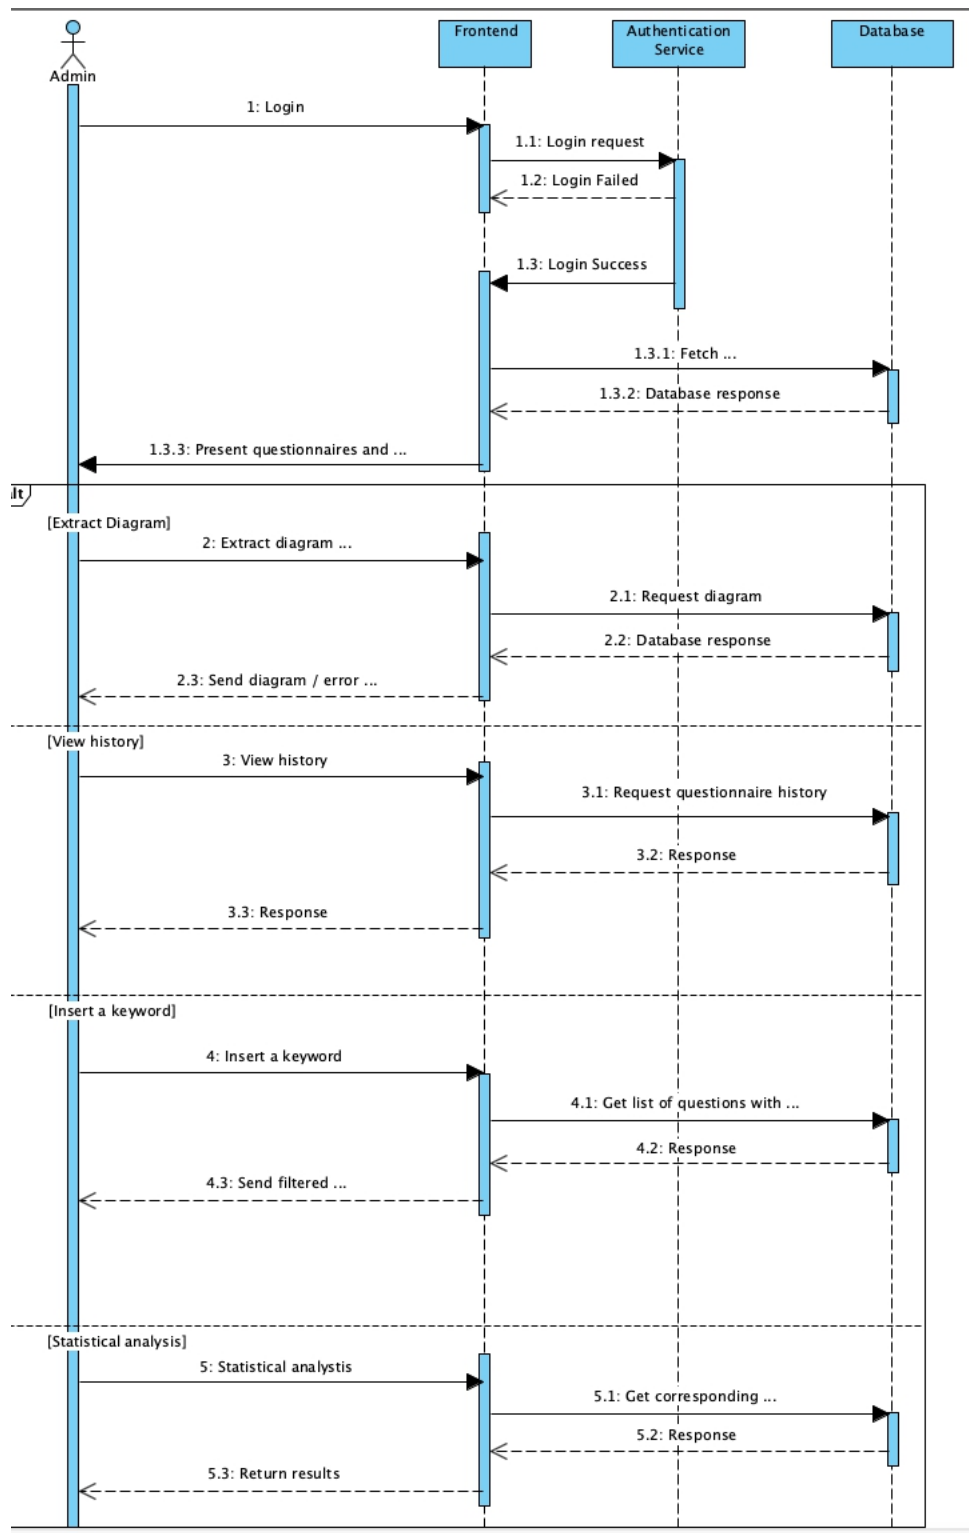 Admin
Frontend
Authentication
Service
Database
1: Login
1.1: Login request
1.2: Login Failed
1.3: Login Success
1.3.1: Fetch ...
1.3.2: Database response
1.3.3: Present questionnaires and ...
lt
[Extract Diagram]
2: Extract diagram ...
2.1: Request diagram
2.2: Database response
2.3: Send diagram / error ...
[View history]
3: View history
3.1: Request questionnaire history
3.2: Response
3.3: Response
[Insert a keyword]
4: Insert a keyword
4.1: Get list of questions with ...
4.2: Response
4.3: Send filtered ...
[Statistical analysis]
5: Statistical analystis
5.1: Get corresponding ...
5.2: Response
5.3: Return results